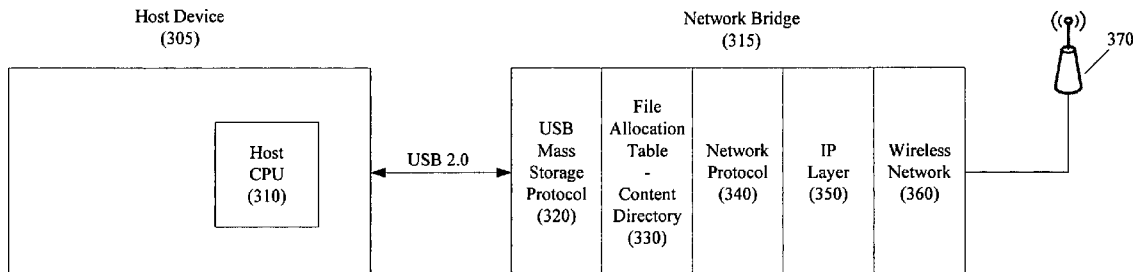 Host Device
(305)
Network Bridge
(315)
370
Host
CPU
(310)
USB 2.0
USB
Mass
Storage
Protocol
(320)
File
Allocation
Table
-
Content
Directory
(330)
Network
Protocol
(340)
IP
Layer
(350)
Wireless
Network
(360)